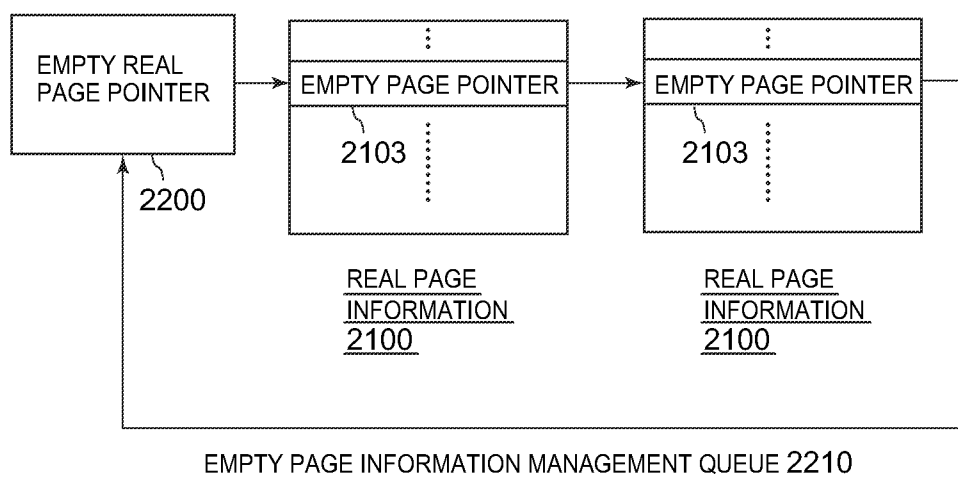 EMPTY REAL
PAGE POINTER
2200
EMPTY PAGE POINTER
2103
EMPTY PAGE POINTER
2103
REAL PAGE
INFORMATION
2100
REAL PAGE
INFORMATION
2100
EMPTY PAGE INFORMATION MANAGEMENT QUEUE 2210